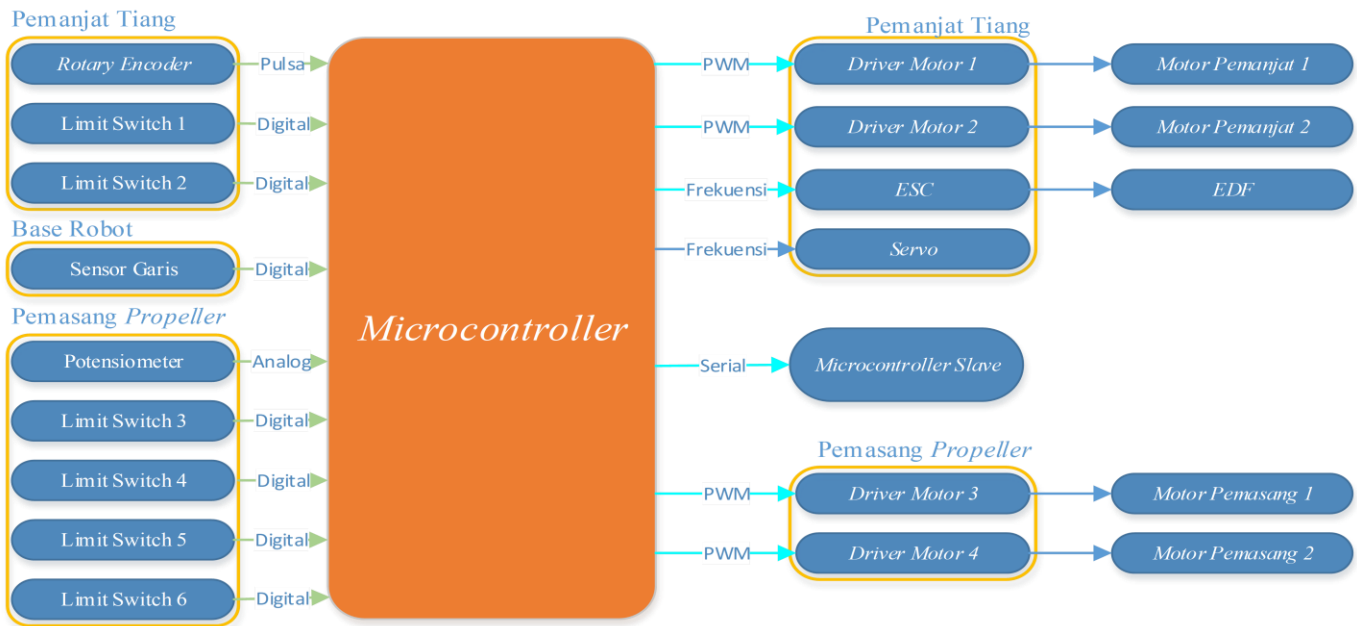 Pemanjat Tiang
Rotary Encoder
Pulsa
Limit Switch 1
Digital
Limit Switch 2
Digital
Base Robot
Sensor Garis
Digital
Pemasang Propeller
Potensiometer
Analog
Limit Switch 3
Digital
Limit Switch 4
Digital
Limit Switch 5
Digital
Limit Switch 6
Digital
Microcontroller
Pemanjat Tiang
PWM
Driver Motor 1
Motor Pemanjat 1
PWM
Driver Motor 2
Motor Pemanjat 2
Frekuensi
ESC
EDF
Frekuensi
Servo
Serial
Microcontroller Slave
Pemasang Propeller
PWM
Driver Motor 3
Motor Pemasang 1
PWM
Driver Motor 4
Motor Pemasang 2